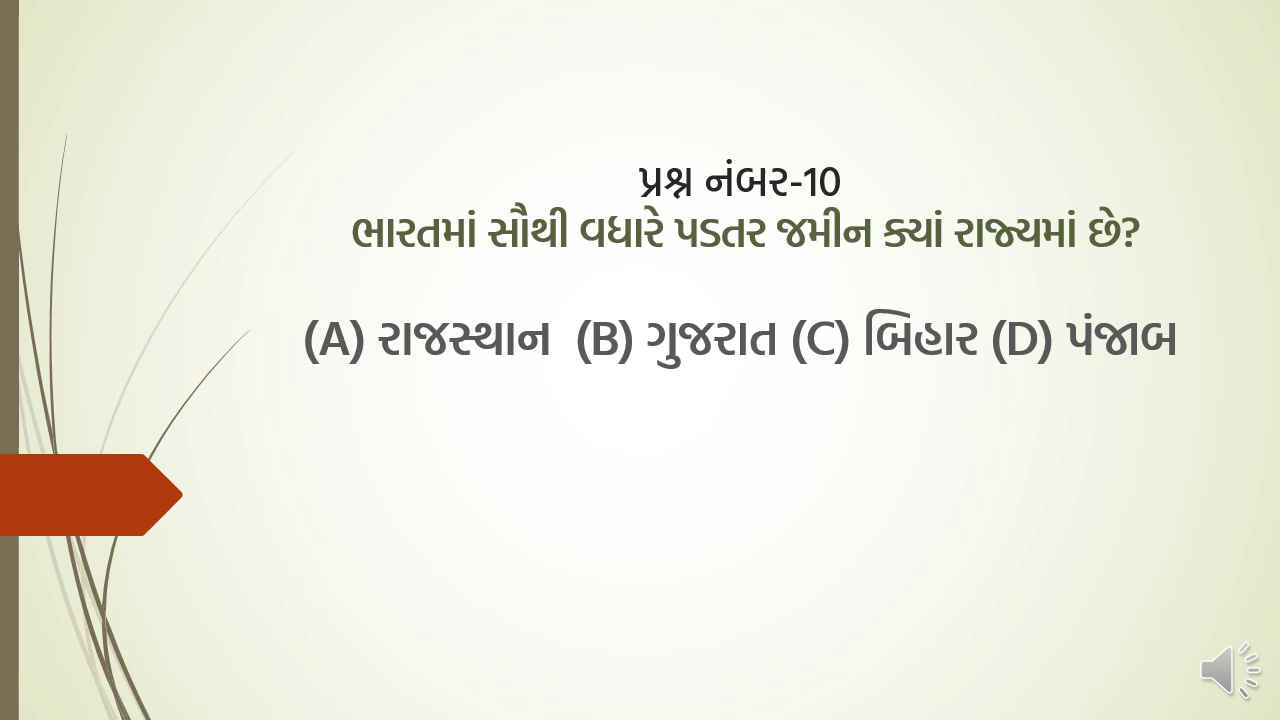 પ્રશ્ન નંબર-10
ભારતમાં સૌથી વધારે પડતર જમીન ક્યાં રાજ્યમાં છે?
(A) રાજસ્થાન (B) ગુજરાત (C) બિહાર (D) પંજાબ